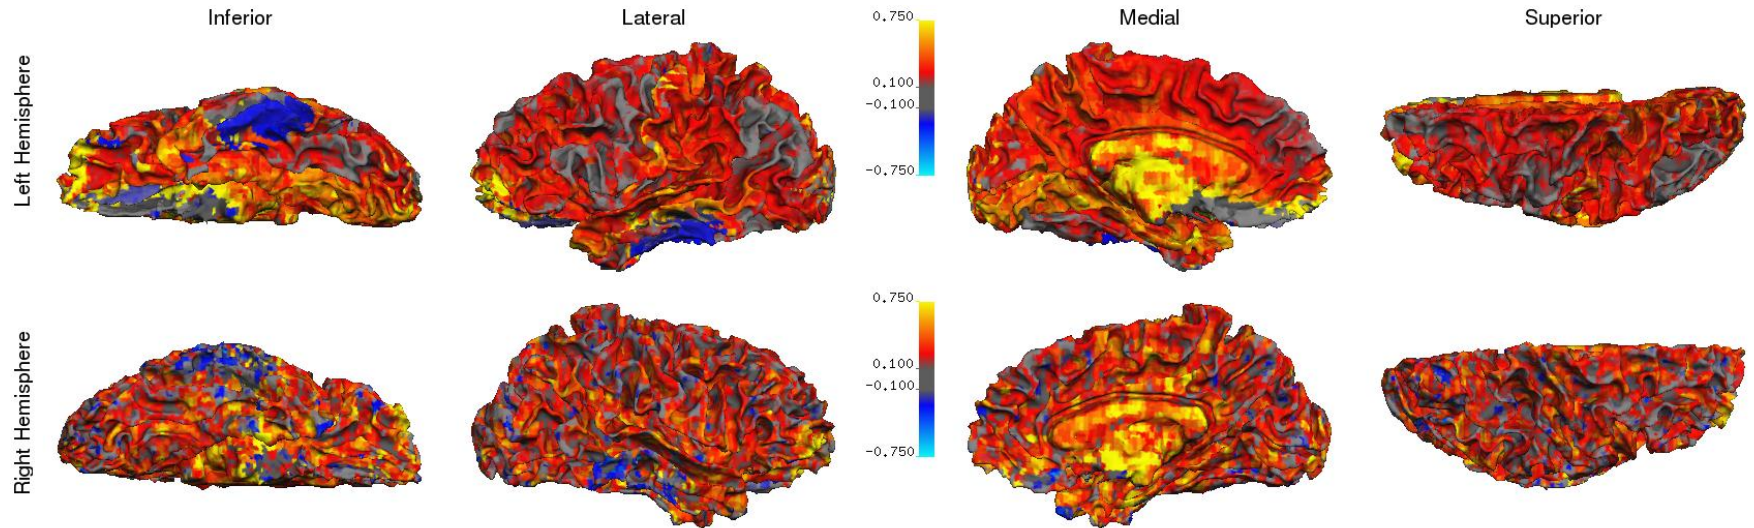 Inferior
Lateral
Medial
Superior
Left Hemisphere
0.750
0.100
-0.100
-0.750
Right Hemisphere
0.750
0.100
-0.100
-0.750